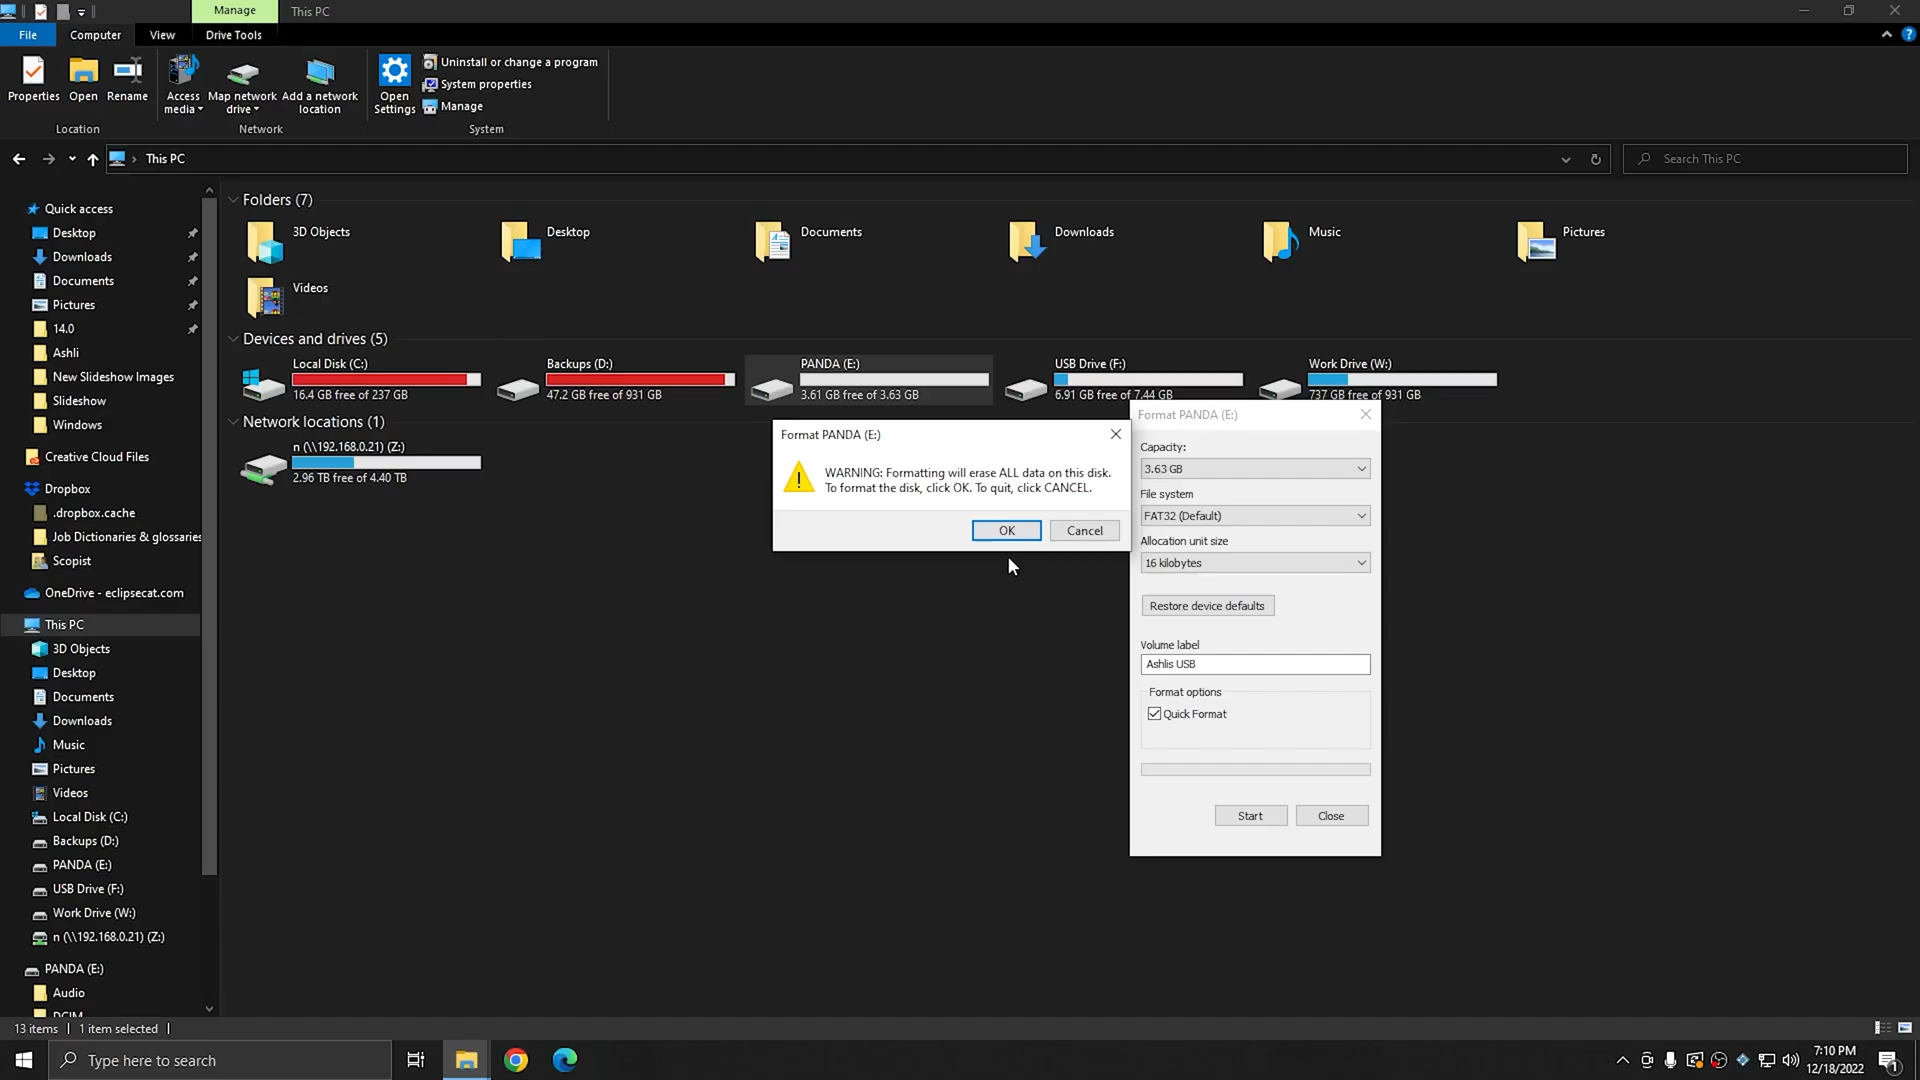 Manage
This PC
File
Computer
View
Drive Tools
Properties
Open
Rename
Access media
Map network drive
Add a network location
Open Settings
Uninstall or change a program
System properties
Manage
Location
Network
System
This PC
Search This PC
Quick access
Desktop
Downloads
Documents
Pictures
14.0
Ashli
New Slideshow Images
Slideshow
Windows
Creative Cloud Files
Dropbox
.dropbox.cache
Job Dictionaries & glossaries
Scopist
OneDrive - eclipsecat.com
This PC
3D Objects
Desktop
Documents
Downloads
Music
Pictures
Videos
Local Disk (C:)
Backups (D:)
PANDA (E:)
USB Drive (F:)
Work Drive (W:)
n (\\192.168.0.21) (Z:)
PANDA (E:)
Audio
DCIM
Folders (7)
3D Objects
Desktop
Documents
Downloads
Music
Pictures
Videos
Devices and drives (5)
Local Disk (C:)
16.4 GB free of 237 GB
Backups (D:)
47.2 GB free of 931 GB
PANDA (E:)
3.61 GB free of 3.63 GB
USB Drive (F:)
6.91 GB free of 7.44 GB
Work Drive (W:)
737 GB free of 931 GB
Network locations (1)
n (\\192.168.0.21) (Z:)
2.96 TB free of 4.40 TB
Format PANDA (E:)
WARNING: Formatting will erase ALL data on this disk.
To format the disk, click OK. To quit, click CANCEL.
OK
Cancel
Format PANDA (E:)
Capacity:
3.63 GB
File system
FAT32 (Default)
Allocation unit size
16 kilobytes
Restore device defaults
Volume label
Ashlis USB
Format options
Quick Format
Start
Close
13 items
1 item selected
Type here to search
7:10 PM
12/18/2022
1